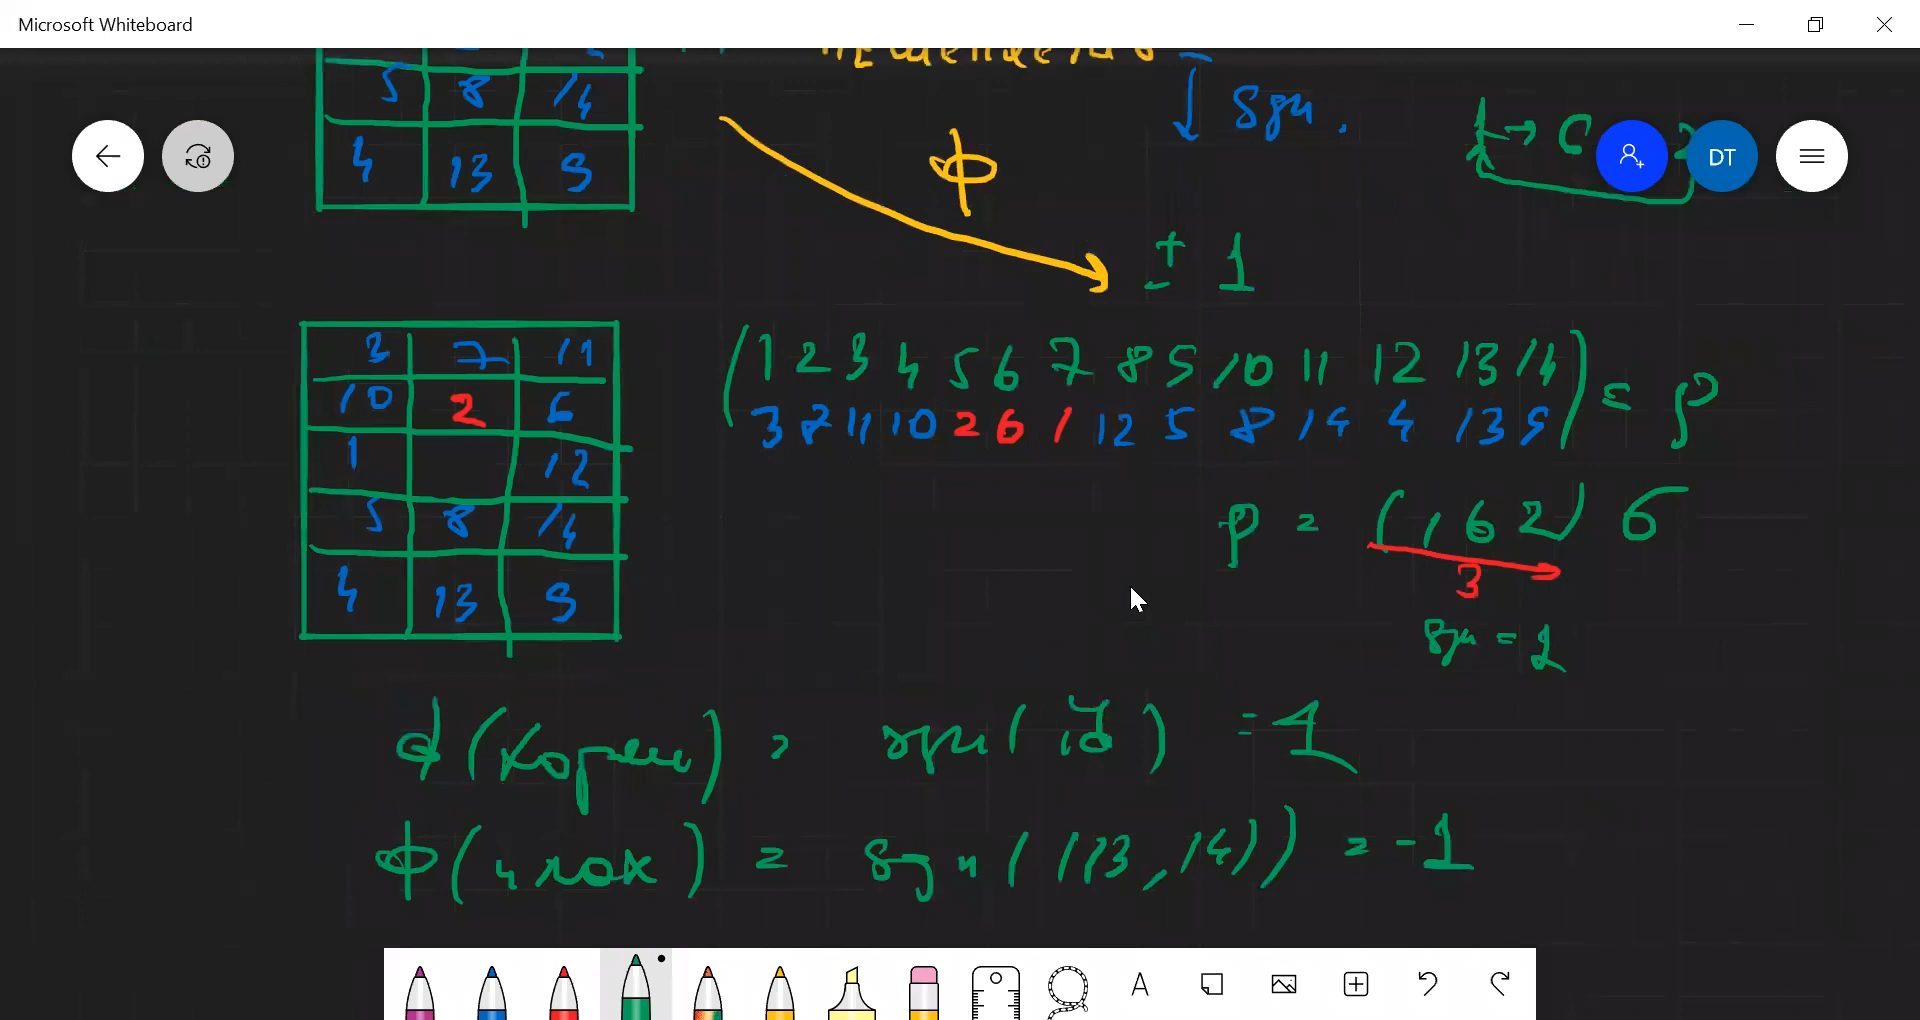 Microsoft Whiteboard
5 8 14
4 13 9
sgn.
Φ
DT
± 1
3 7 11
10 2 6
1 12
5 8 14
4 13 9
(1 2 3 4 5 6 7 8 9 10 11 12 13 14
3 7 11 10 2 6 1 12 5 8 14 4 13 9) = ρ
ρ = (1 6 2) σ
3
sgn = 1
Φ(хорош) = sgn(id) = 1
Φ(плох) = sgn((13,14)) = -1
A